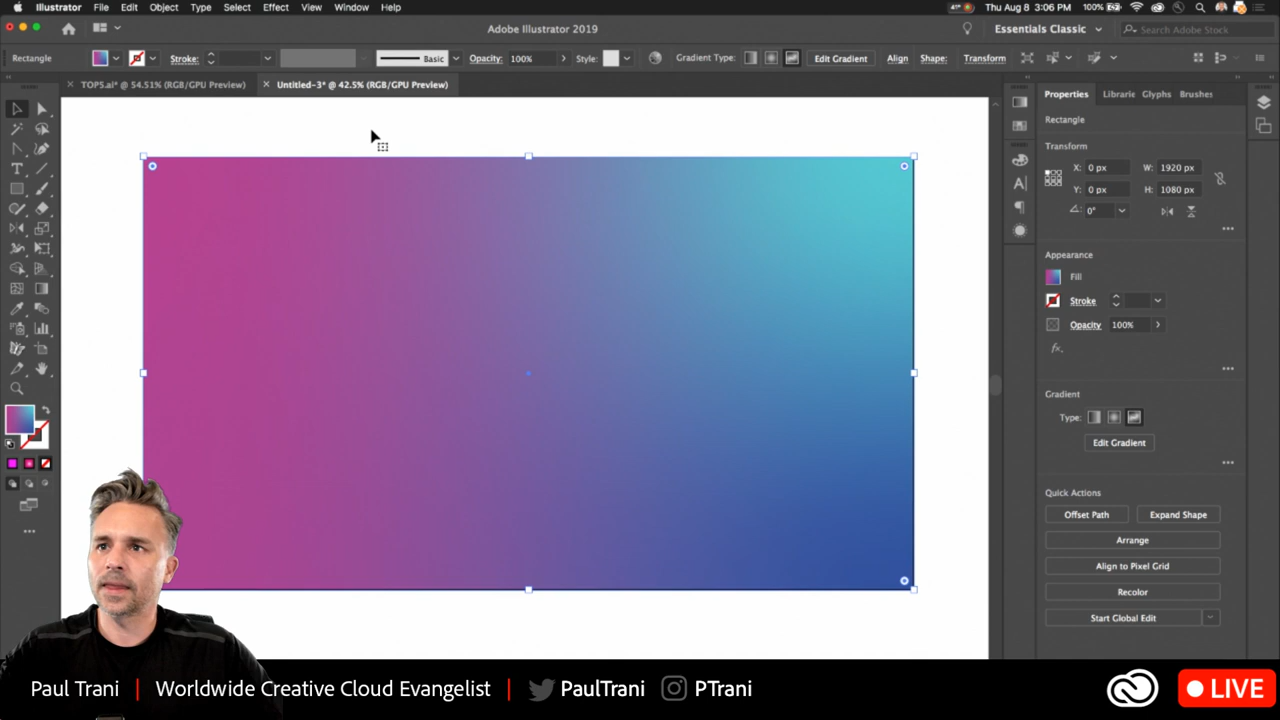 Illustrator File Edit Object Type Select Effect View Window Help
Thu Aug 8 3:06 PM 100%
Adobe Illustrator 2019
Essentials Classic
Search Adobe Stock
Rectangle Stroke: Basic Opacity: 100% Style: Gradient Type: Edit Gradient Align Shape: Transform
TOP5.ai* @ 54.51% (RGB/GPU Preview)
Untitled-3* @ 42.5% (RGB/GPU Preview)
Properties Librarie Glyphs Brushes
Rectangle
Transform
X: 0 px W: 1920 px
Y: 0 px H: 1080 px
0°
Appearance
Fill
Stroke
Opacity 100%
fx.
Gradient
Type:
Edit Gradient
Quick Actions
Offset Path Expand Shape
Arrange
Align to Pixel Grid
Recolor
Start Global Edit
Paul Trani | Worldwide Creative Cloud Evangelist | PaulTrani PTrani
LIVE